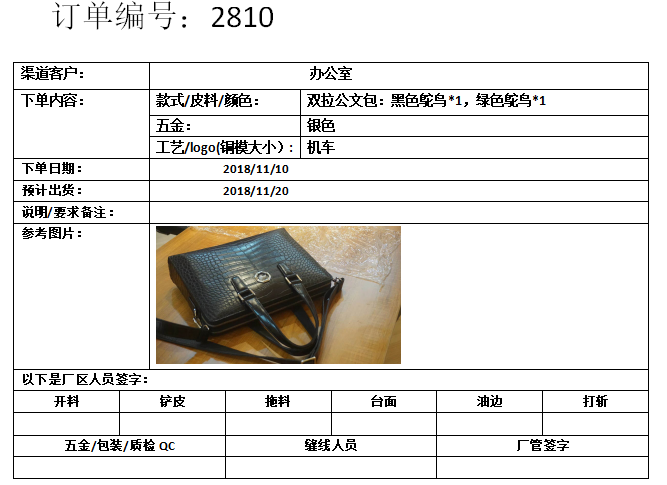 订单编号：2810
渠道客户： 办公室
下单内容： 款式/皮料/颜色： 双拉公文包：黑色鸵鸟*1，绿色鸵鸟*1
五金： 银色
工艺/logo(铜模大小）: 机车
下单日期： 2018/11/10
预计出货： 2018/11/20
说明/要求备注：
参考图片：
以下是厂区人员签字：
开料 铲皮 拖料 台面 油边 打斩
五金/包装/质检 QC 缝线人员 厂管签字